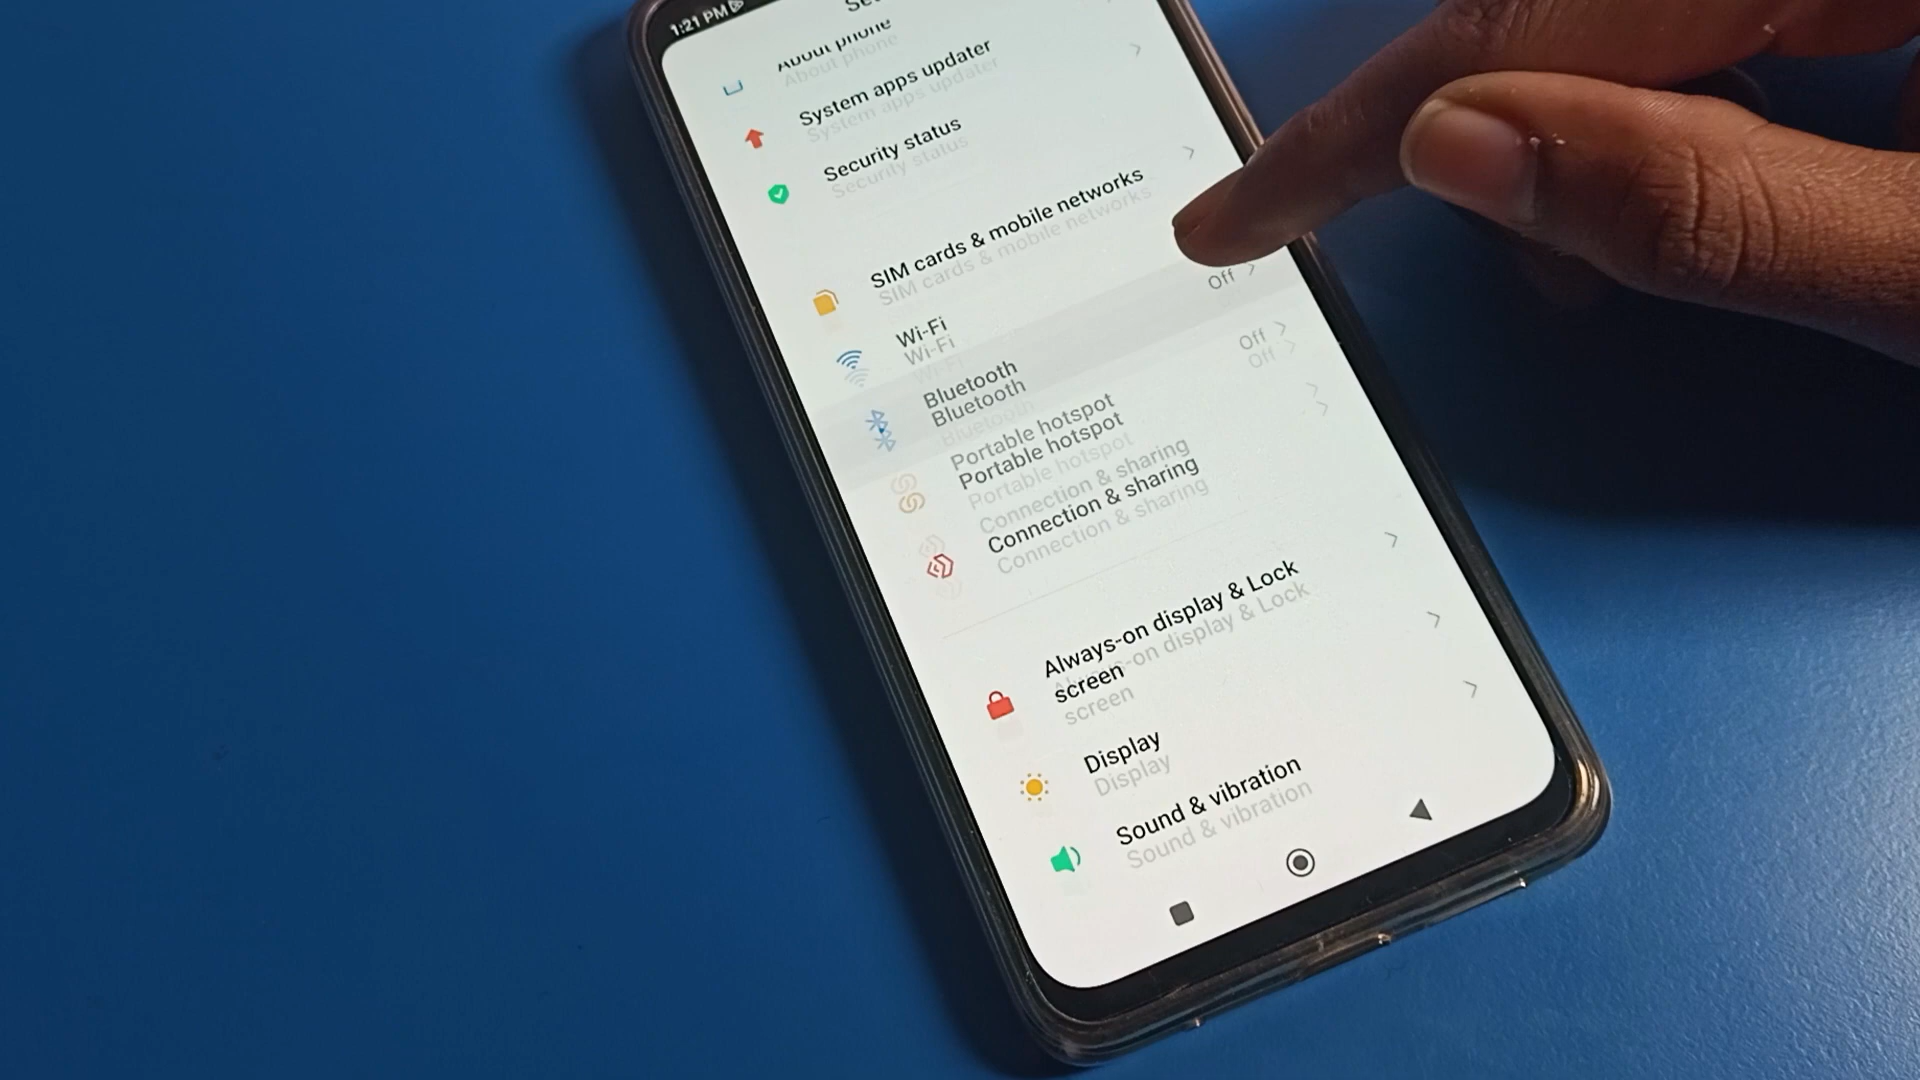 1:21 PM
About phone
System apps updater
Security status
SIM cards & mobile networks
Wi-Fi
Off
Bluetooth
Off
Portable hotspot
Connection & sharing
Always-on display & Lock
screen
Display
Sound & vibration